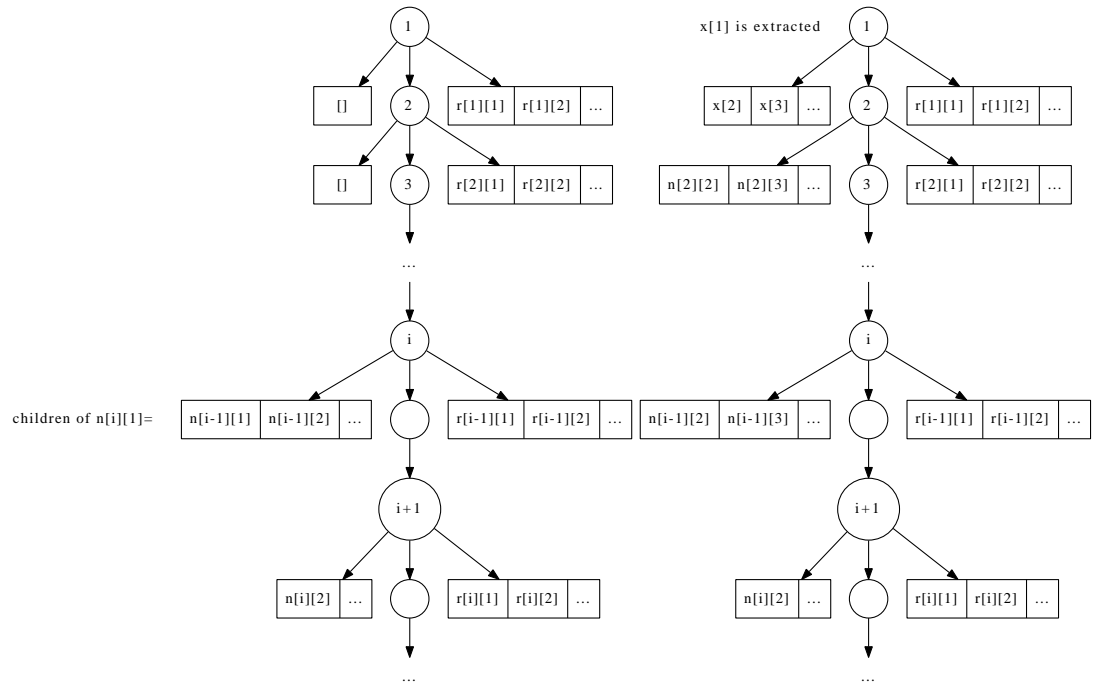 1 x[1] is extracted 1
[] 2 r[1][1] r[1][2] ... x[2] x[3] ... 2 r[1][1] r[1][2] ...
[] 3 r[2][1] r[2][2] ... n[2][2] n[2][3] ... 3 r[2][1] r[2][2] ...
... ...
i i
children of n[i][1]= n[i-1][1] n[i-1][2] ... r[i-1][1] r[i-1][2] ... n[i-1][2] n[i-1][3] ... r[i-1][1] r[i-1][2] ...
i+1 i+1
n[i][2] ... r[i][1] r[i][2] ... n[i][2] ... r[i][1] r[i][2] ...
... ...